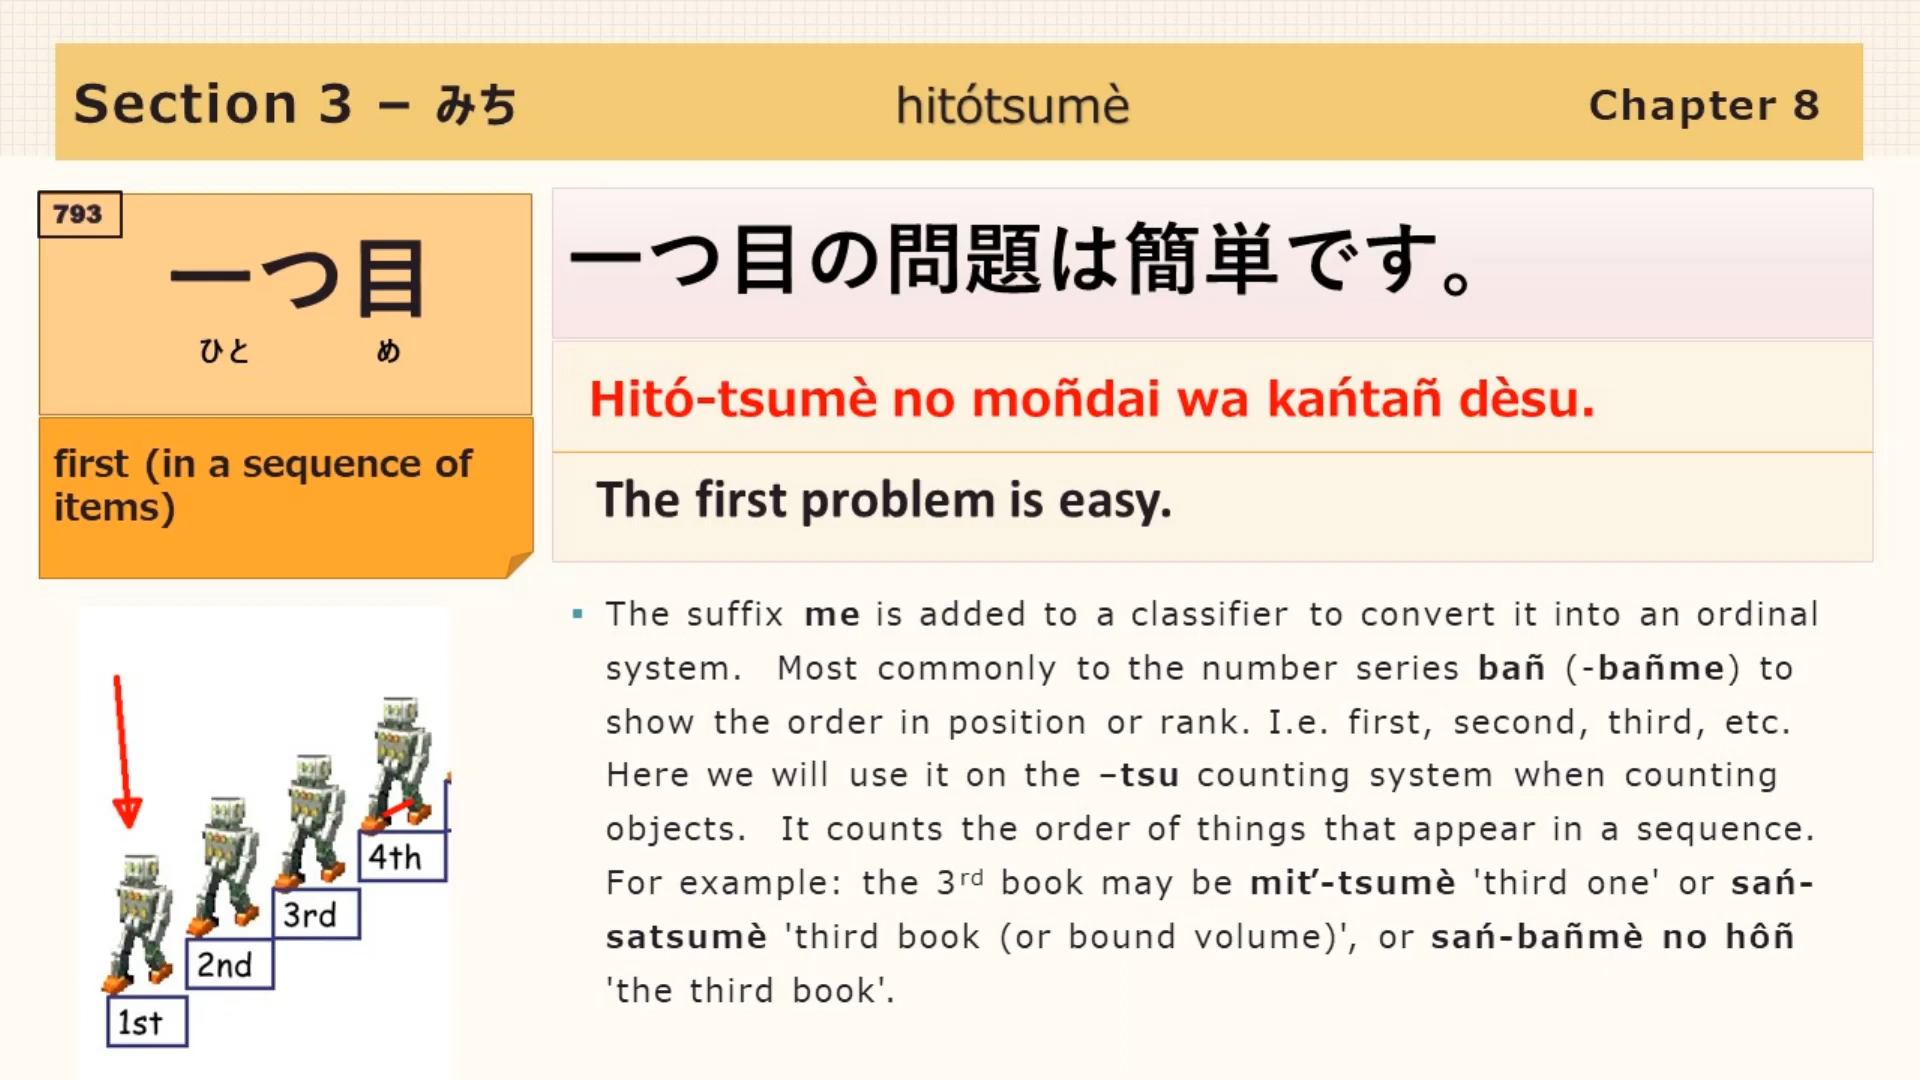 Section 3 – みち
hitótsumè
Chapter 8
793
一つ目
ひと め
first (in a sequence of
items)
一つ目の問題は簡単です。
Hitó-tsumè no moñdai wa kańtañ dèsu.
The first problem is easy.
The suffix me is added to a classifier to convert it into an ordinal
system. Most commonly to the number series bañ (-bañme) to
show the order in position or rank. I.e. first, second, third, etc.
Here we will use it on the –tsu counting system when counting
objects. It counts the order of things that appear in a sequence.
For example: the 3rd book may be mit’-tsumè 'third one' or sań-
satsumè 'third book (or bound volume)', or sań-bañmè no hôñ
'the third book'.
4th
3rd
2nd
1st